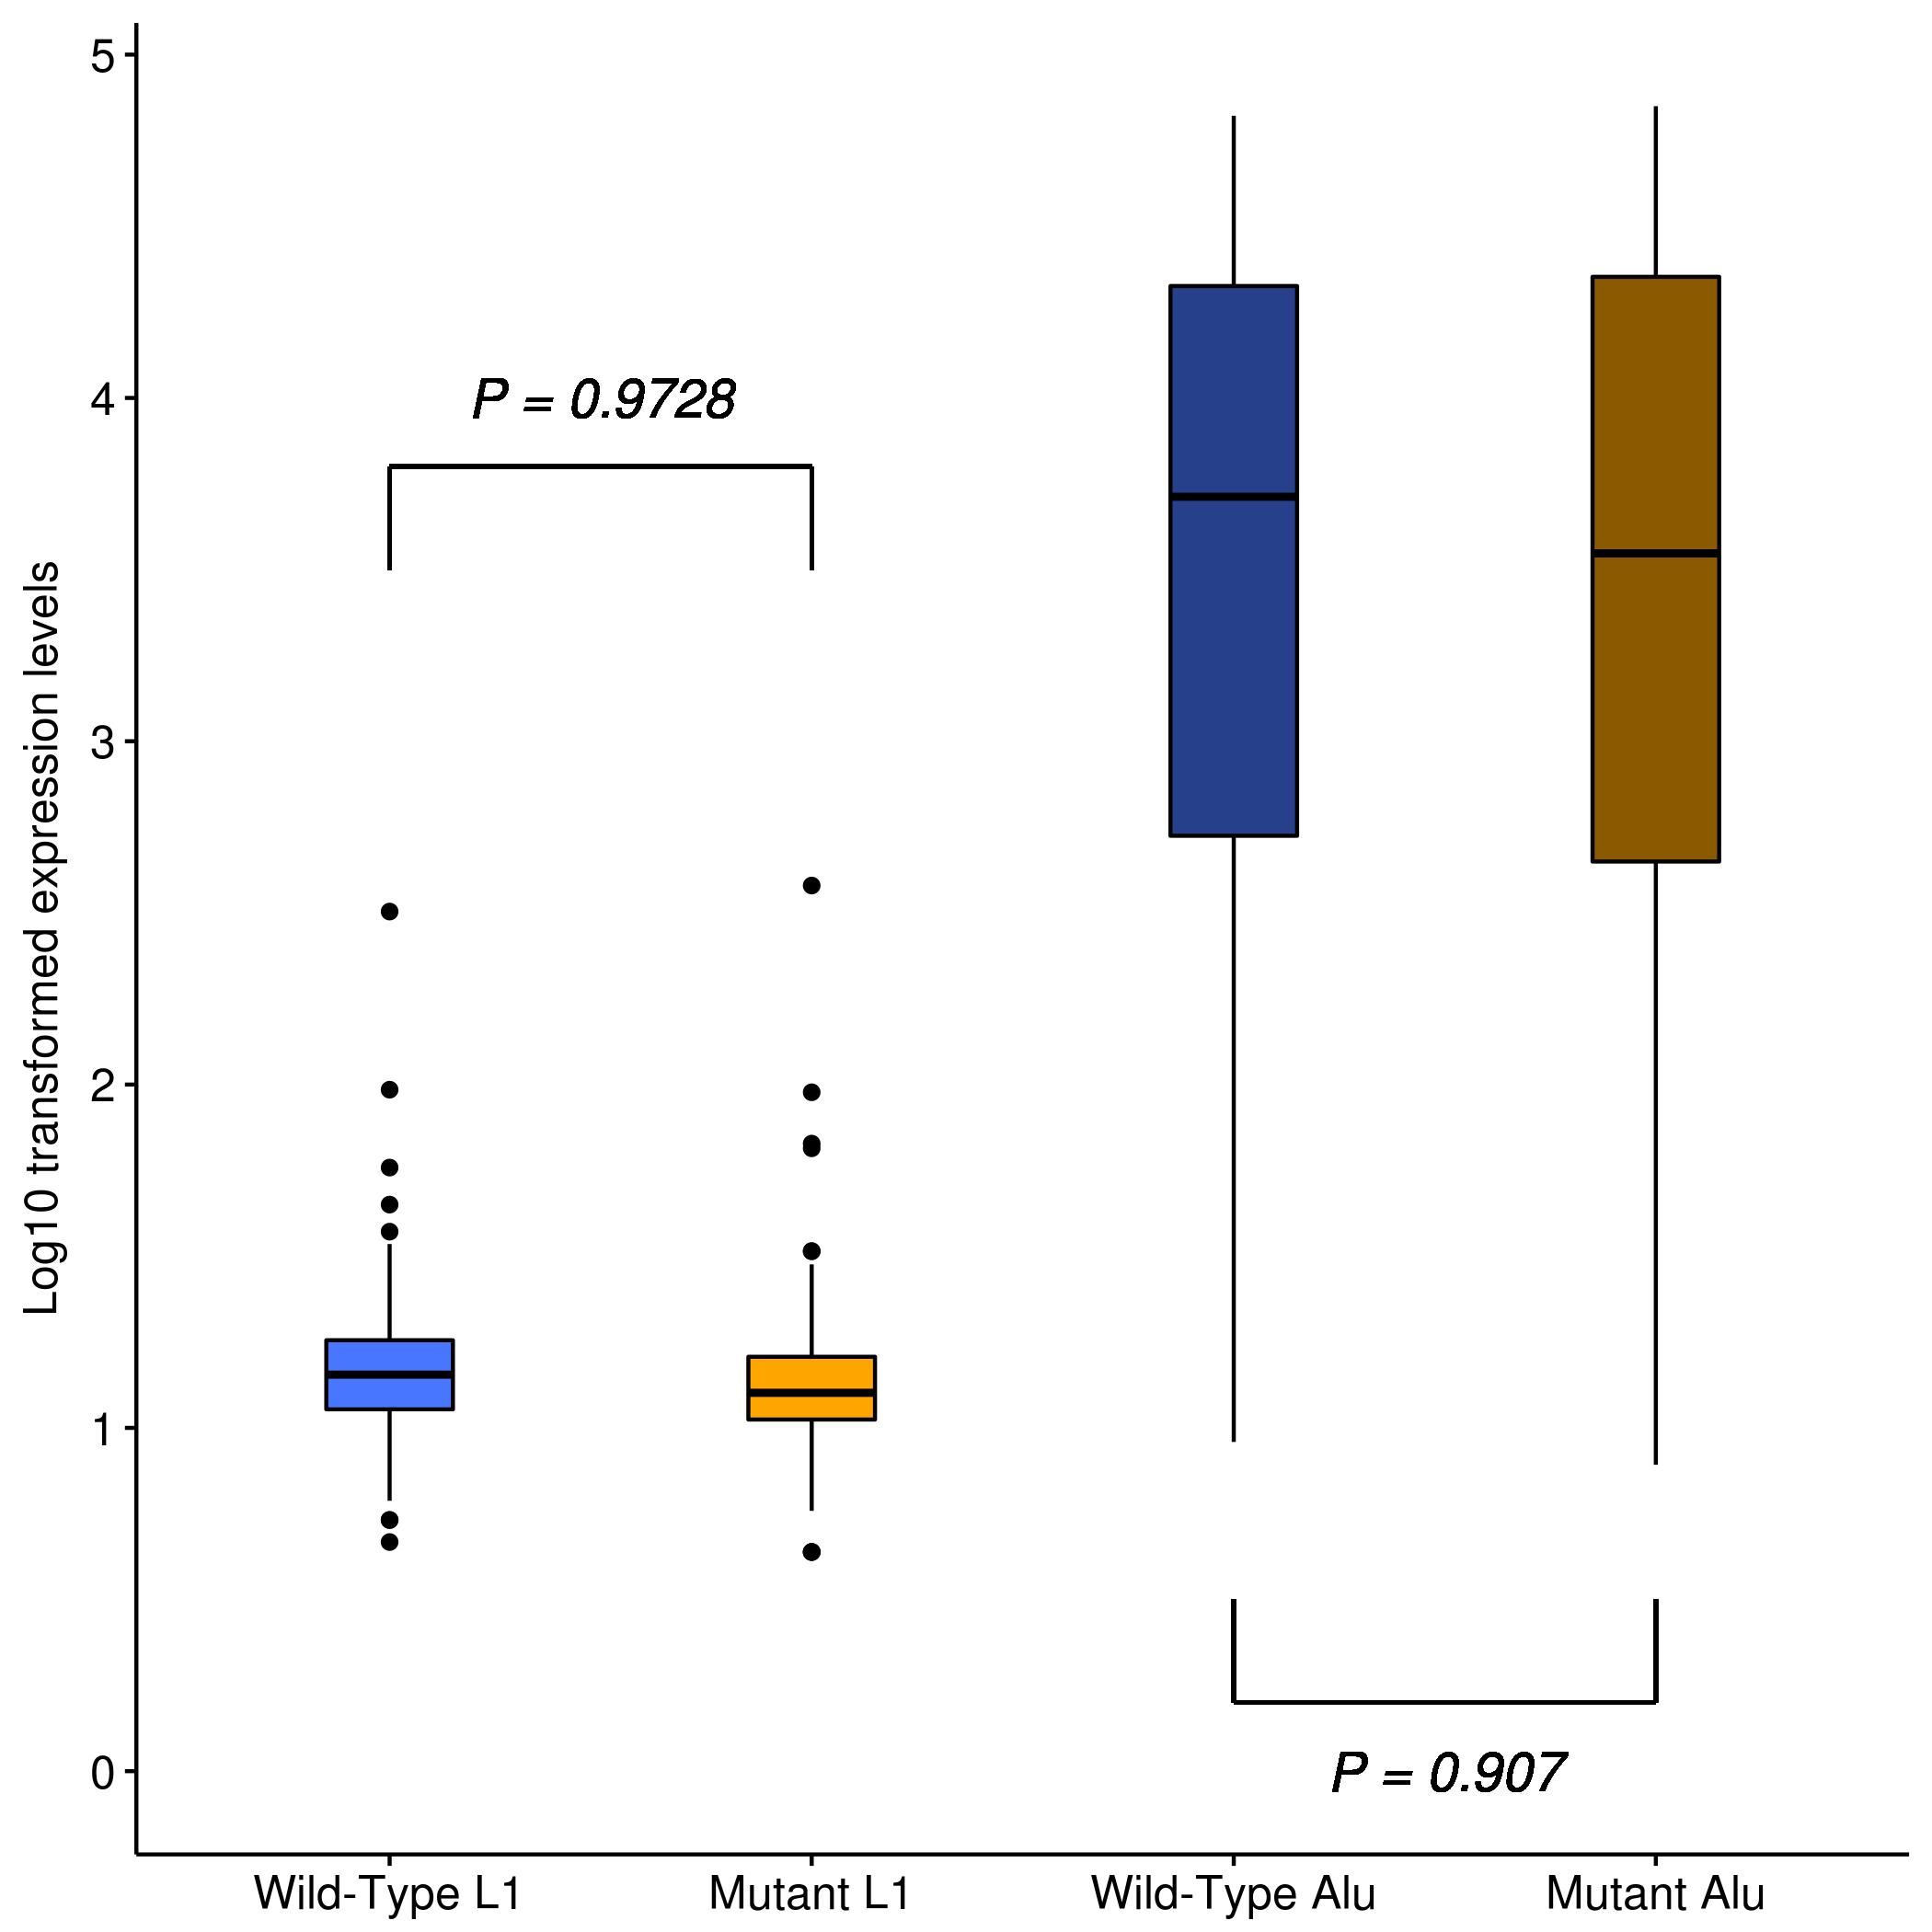 Log10 transformed expression levels
5
4
3
2
1
0
P = 0.9728
P = 0.907
Wild-Type L1
Mutant L1
Wild-Type Alu
Mutant Alu